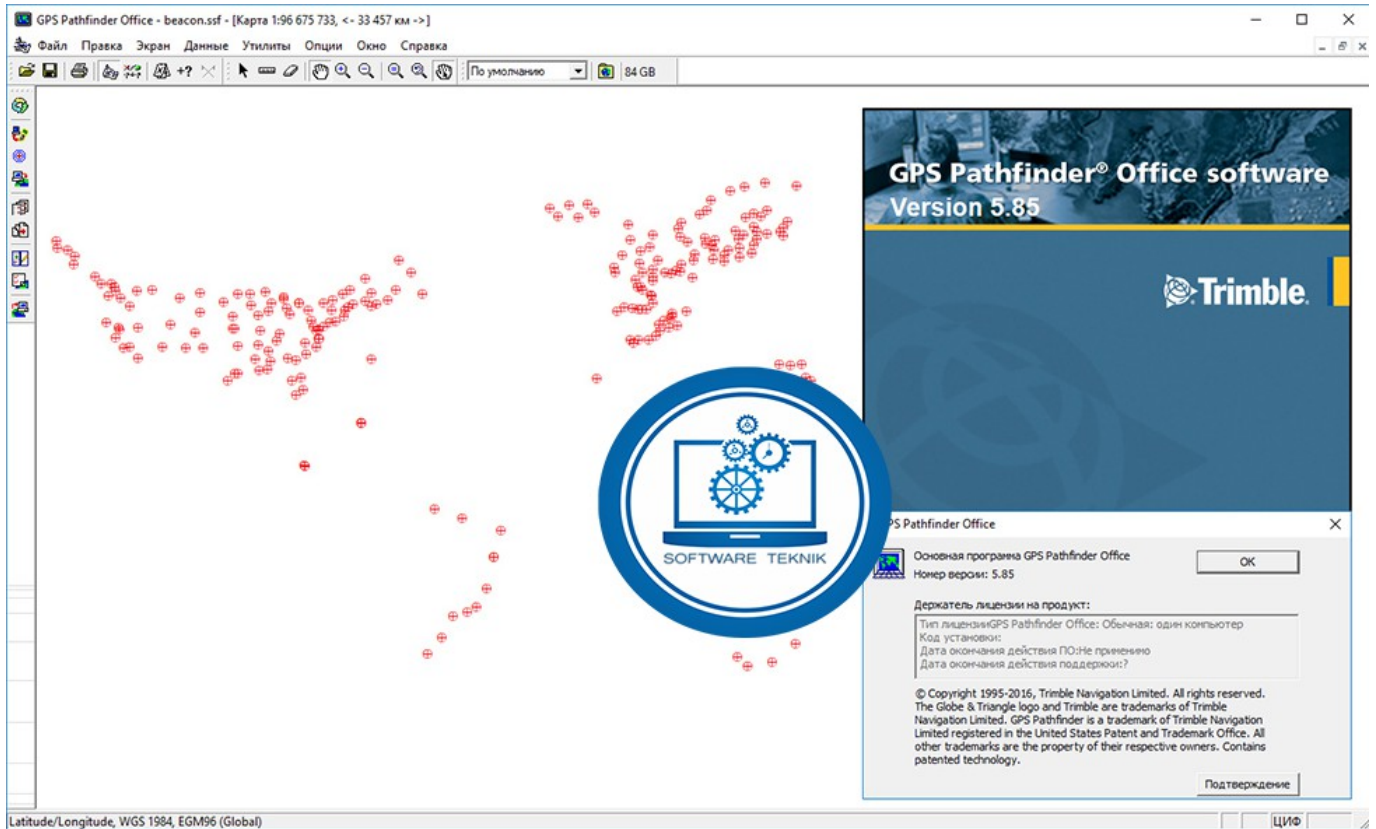 GPS Pathfinder Office - beacon.ssf - [Карта 1:96 675 733, <- 33 457 км ->]
Файл Правка Экран Данные Утилиты Опции Окно Справка
По умолчанию
84 GB
GPS Pathfinder® Office software
Version 5.85
Trimble.
SOFTWARE TEKNIK
PS Pathfinder Office
Основная программа GPS Pathfinder Office
Номер версии: 5.85
OK
Держатель лицензии на продукт:
Тип лицензииGPS Pathfinder Office: Обычная: один компьютер
Код установки:
Дата окончания действия ПО:Не применимо
Дата окончания действия поддержки:?
© Copyright 1995-2016, Trimble Navigation Limited. All rights reserved.
The Globe & Triangle logo and Trimble are trademarks of Trimble
Navigation Limited. GPS Pathfinder is a trademark of Trimble Navigation
Limited registered in the United States Patent and Trademark Office. All
other trademarks are the property of their respective owners. Contains
patented technology.
Подтверждение
Latitude/Longitude, WGS 1984, EGM96 (Global)
ЦИФ